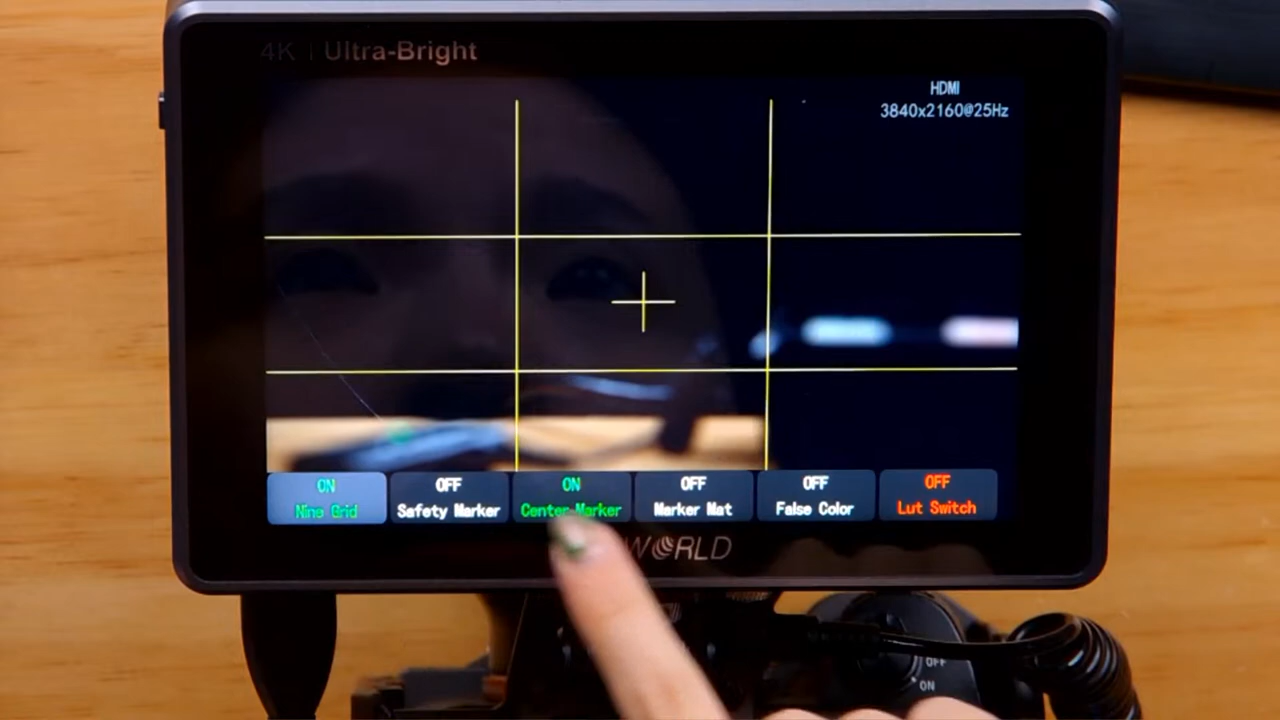 4K | Ultra-Bright
HDMI
3840x2160@25Hz
ON
Nine Grid
OFF
Safety Marker
ON
Center Marker
OFF
Marker Mat
OFF
False Color
OFF
Lut Switch
WORLD
OFF
ON